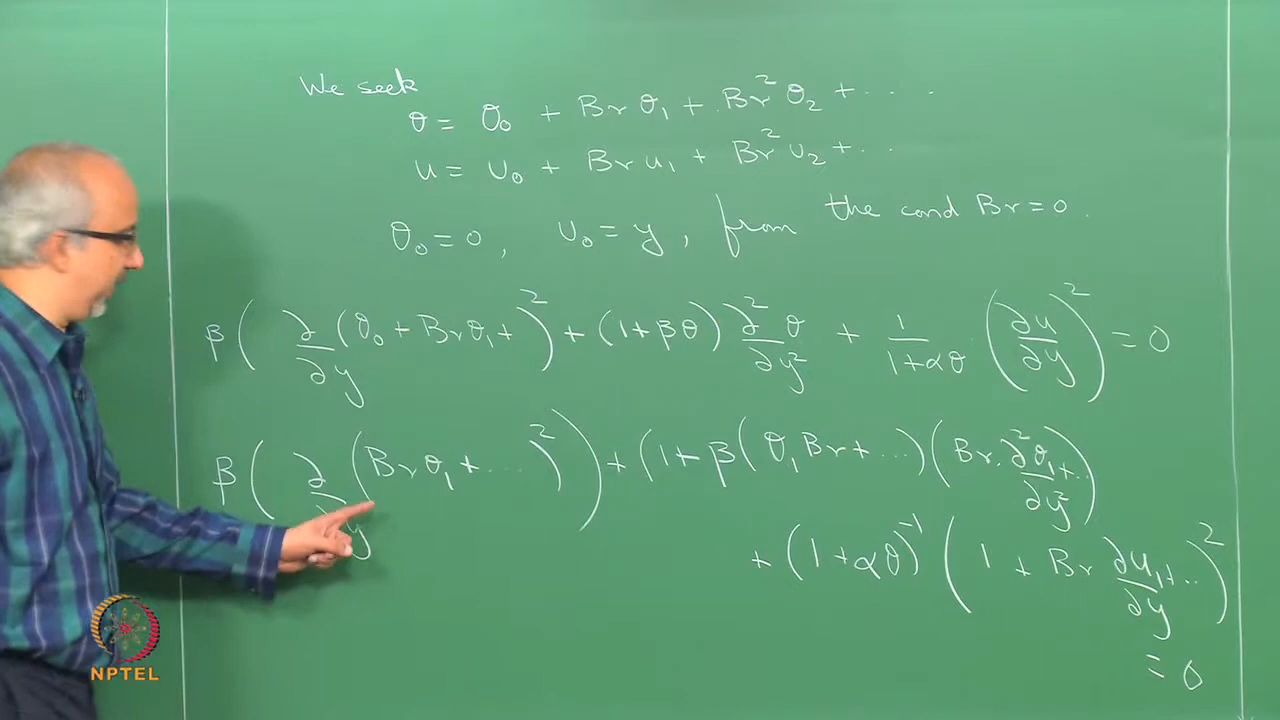 We seek
θ = θ₀ + Br θ₁ + Br² θ₂ + ....
u = u₀ + Br u₁ + Br² u₂ + ...
θ₀ = 0 , u₀ = y , from the cond Br = 0 .
β ( ∂/∂y (θ₀ + Br θ₁ + )² + (1 + βθ) ∂²θ/∂y² + 1/(1+αθ) (∂u/∂y)² = 0
β ( ∂/∂y (Br θ₁ + ... )² ) + (1 + β (θ₁ Br + ...) (Br . ∂²θ₁/∂y² + ..)
+ (1 + αθ)⁻¹ ( 1 + Br ∂u₁/∂y + .. )²
= 0
NPTEL